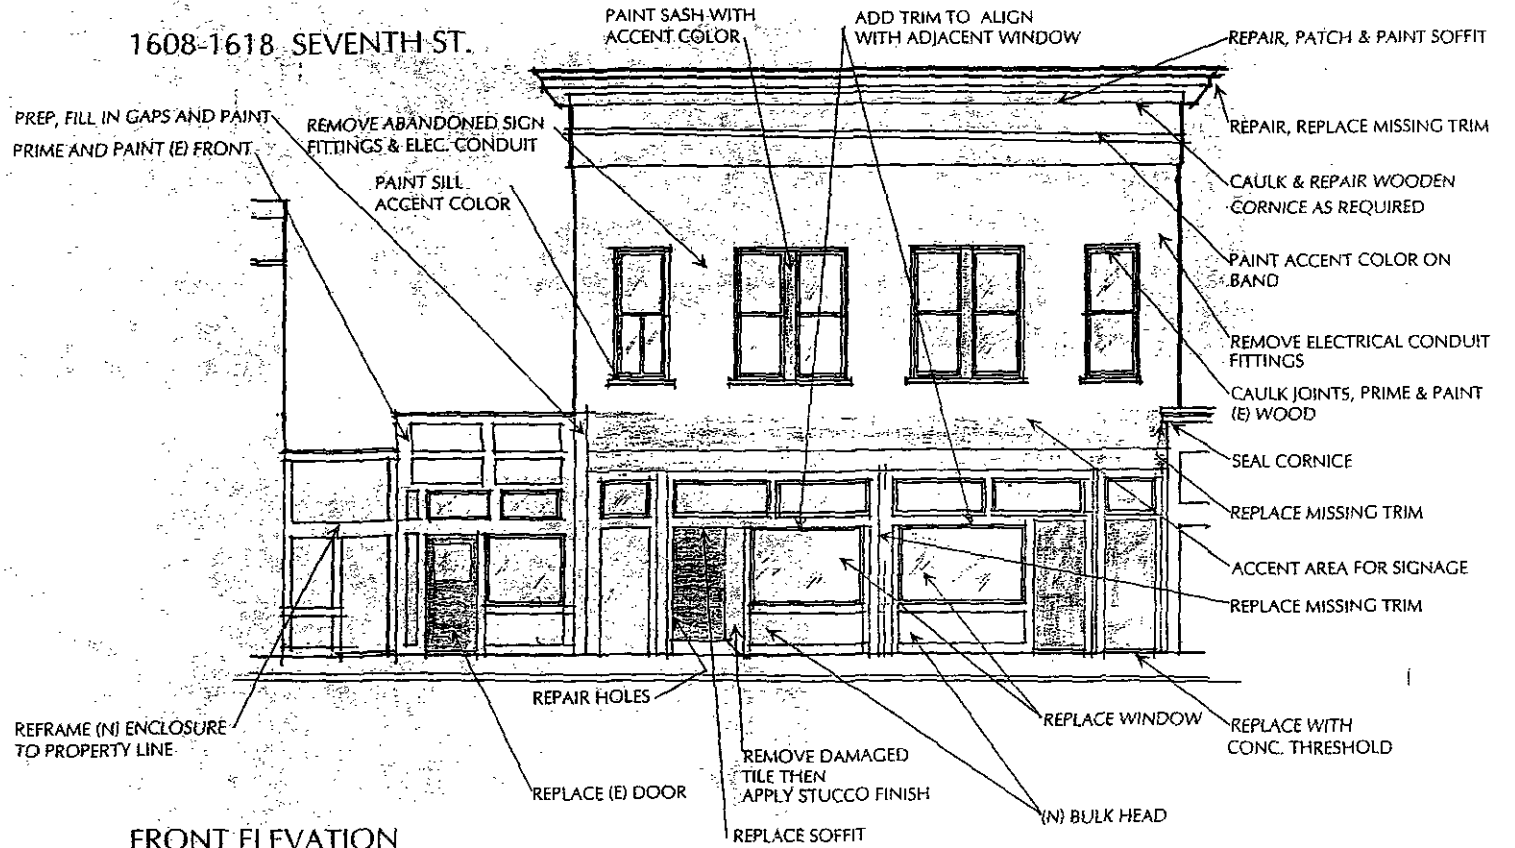 1608-1618 SEVENTH ST.
PAINT SASH WITH
ACCENT COLOR
ADD TRIM TO ALIGN
WITH ADJACENT WINDOW
REPAIR, PATCH & PAINT SOFFIT
PREP, FILL IN GAPS AND PAINT
PRIME AND PAINT (E) FRONT
REMOVE ABANDONED SIGN
FITTINGS & ELEC. CONDUIT
REPAIR, REPLACE MISSING TRIM
PAINT SILL
ACCENT COLOR
CAULK & REPAIR WOODEN
CORNICE AS REQUIRED
PAINT ACCENT COLOR ON
BAND
REMOVE ELECTRICAL CONDUIT
FITTINGS
CAULK JOINTS, PRIME & PAINT
(E) WOOD
SEAL CORNICE
REPLACE MISSING TRIM
ACCENT AREA FOR SIGNAGE
REPLACE MISSING TRIM
REFRAME (N) ENCLOSURE
TO PROPERTY LINE
REPAIR HOLES
REPLACE WINDOW
REPLACE WITH
CONC. THRESHOLD
REPLACE (E) DOOR
REMOVE DAMAGED
TILE THEN
APPLY STUCCO FINISH
(N) BULK HEAD
REPLACE SOFFIT
FRONT ELEVATION